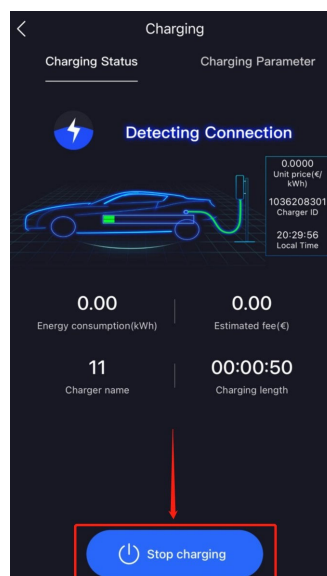 Charging
Charging Status
Charging Parameter
Detecting Connection
0.0000
Unit price(€/
kWh)
1036208301
Charger ID
20:29:56
Local Time
0.00
Energy consumption(kWh)
0.00
Estimated fee(€)
11
Charger name
00:00:50
Charging length
Stop charging